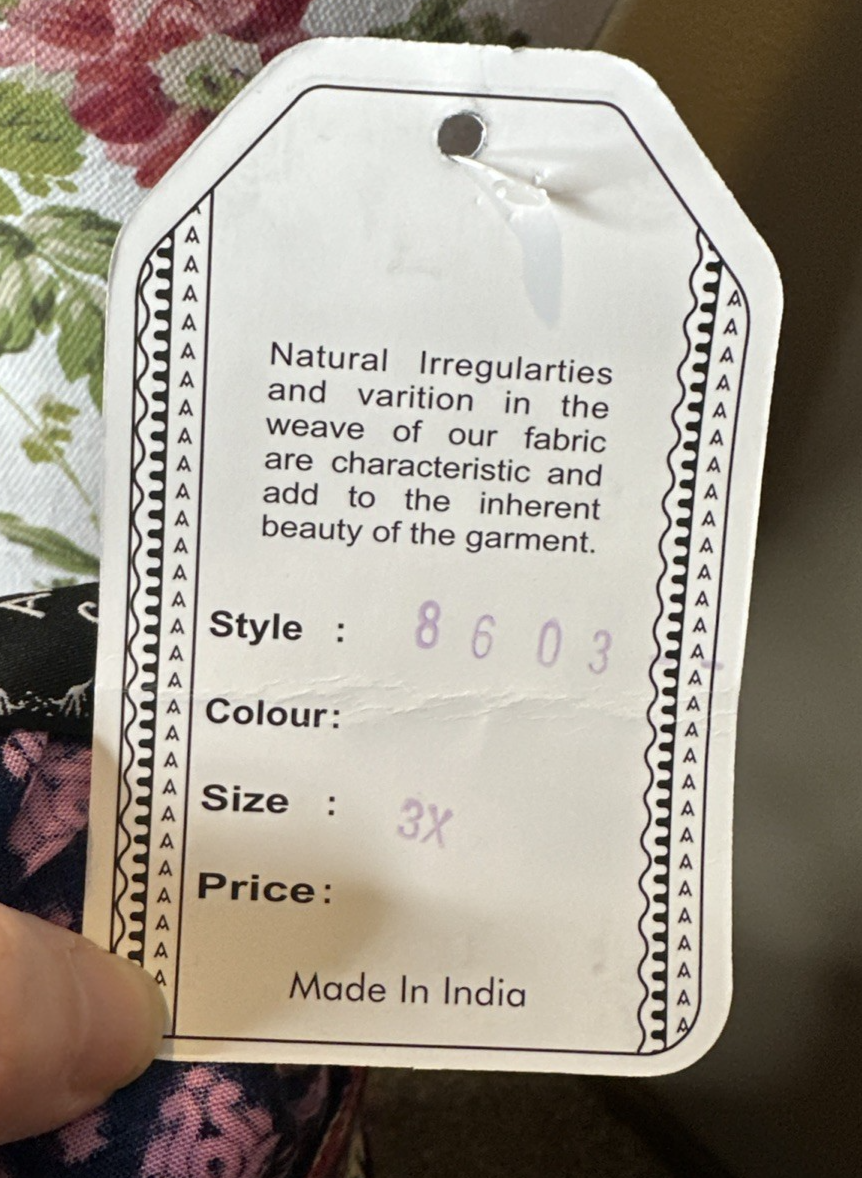 Natural Irregularties
and varition in the
weave of our fabric
are characteristic and
add to the inherent
beauty of the garment.
Style : 8603
Colour:
Size : 3X
Price:
Made In India